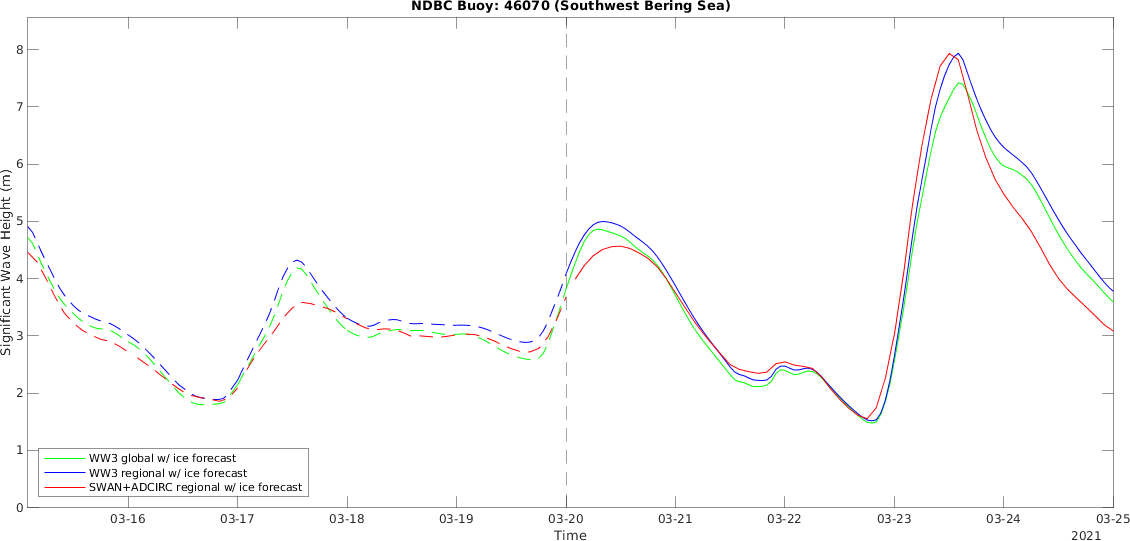 NDBC Buoy: 46070 (Southwest Bering Sea)
Significant Wave Height (m)
8
7
6
5
4
3
2
1
0
WW3 global w/ ice forecast
WW3 regional w/ ice forecast
SWAN+ADCIRC regional w/ ice forecast
03-16 03-17 03-18 03-19 03-20 03-21 03-22 03-23 03-24 03-25
Time
2021